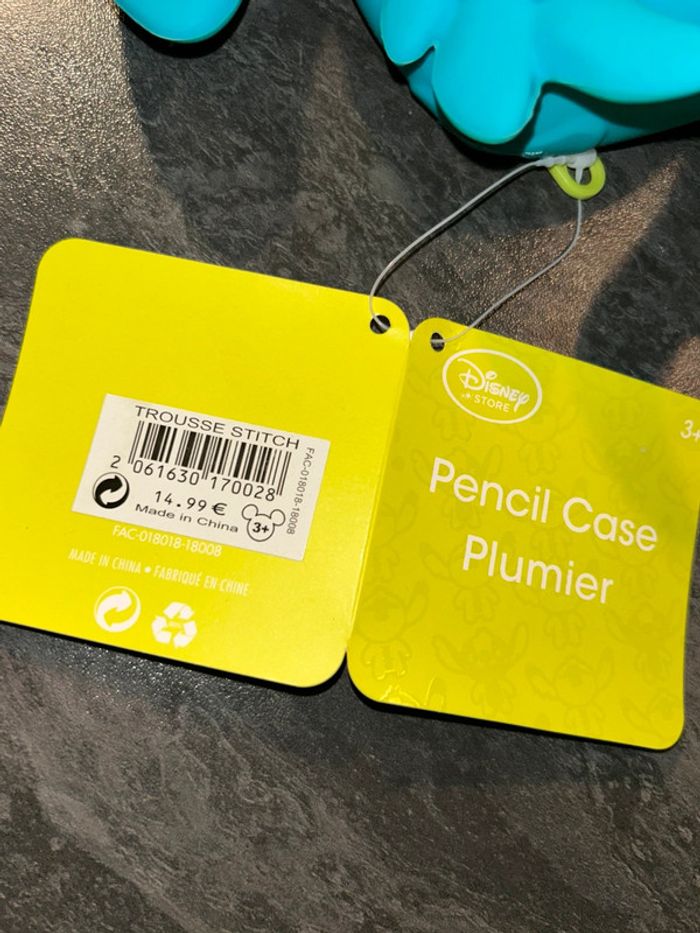 TROUSSE STITCH
2 061630 170028
FAC-018018-18008
14.99€
Made in China
3+
FAC-018018-18008
MADE IN CHINA • FABRIQUÉ EN CHINE
DISNEY
STORE
3+
Pencil Case
Plumier